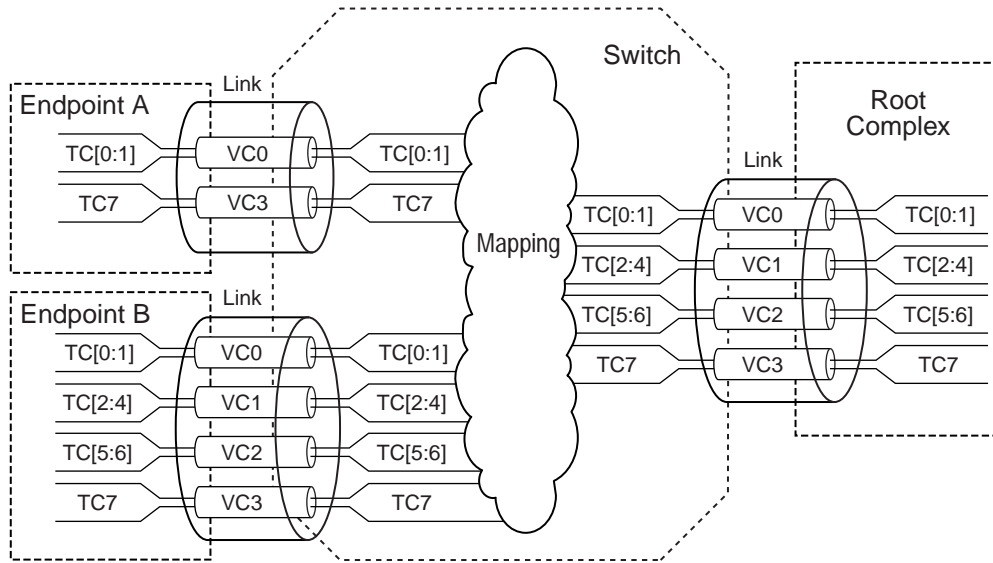 Switch
Link
Endpoint A
TC[0:1]
VC0
TC[0:1]
TC7
VC3
TC7
Link
Endpoint B
TC[0:1]
VC0
TC[0:1]
TC[2:4]
VC1
TC[2:4]
TC[5:6]
VC2
TC[5:6]
TC7
VC3
TC7
Mapping
Root
Complex
Link
TC[0:1]
VC0
TC[0:1]
TC[2:4]
VC1
TC[2:4]
TC[5:6]
VC2
TC[5:6]
TC7
VC3
TC7